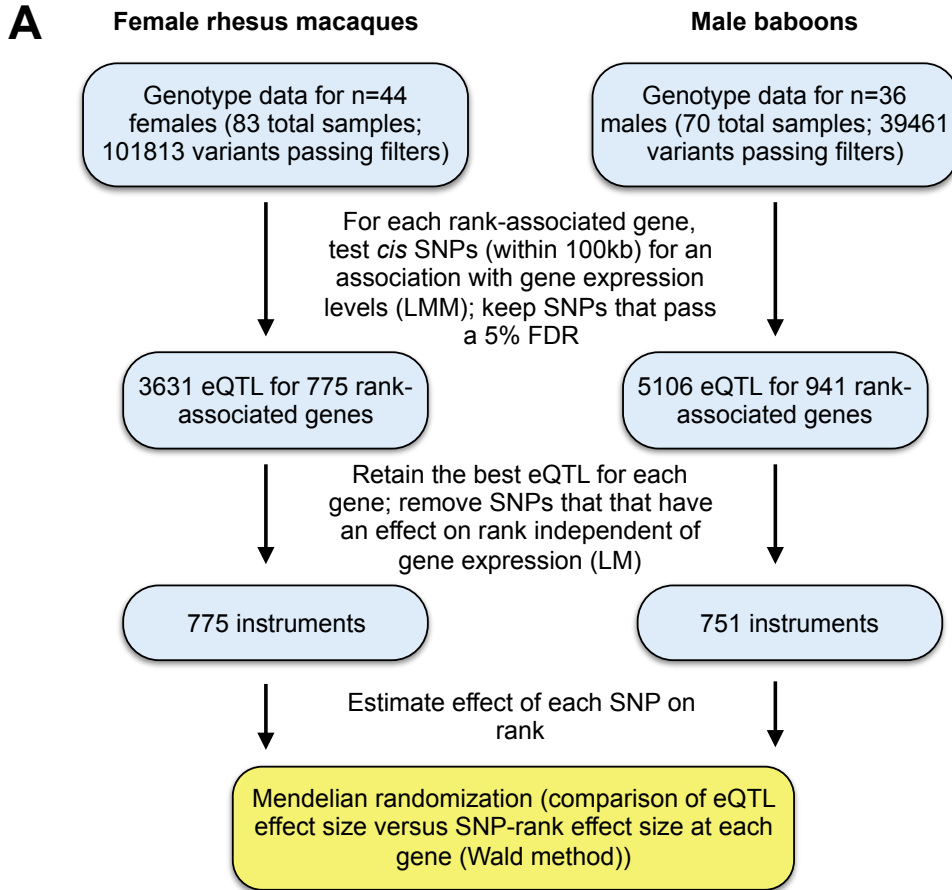 A
Female rhesus macaques
Male baboons
Genotype data for n=44
females (83 total samples;
101813 variants passing filters)
Genotype data for n=36
males (70 total samples; 39461
variants passing filters)
For each rank-associated gene,
test cis SNPs (within 100kb) for an
association with gene expression
levels (LMM); keep SNPs that pass
a 5% FDR
3631 eQTL for 775 rank-
associated genes
5106 eQTL for 941 rank-
associated genes
Retain the best eQTL for each
gene; remove SNPs that that have
an effect on rank independent of
gene expression (LM)
775 instruments
751 instruments
Estimate effect of each SNP on
rank
Mendelian randomization (comparison of eQTL
effect size versus SNP-rank effect size at each
gene (Wald method))